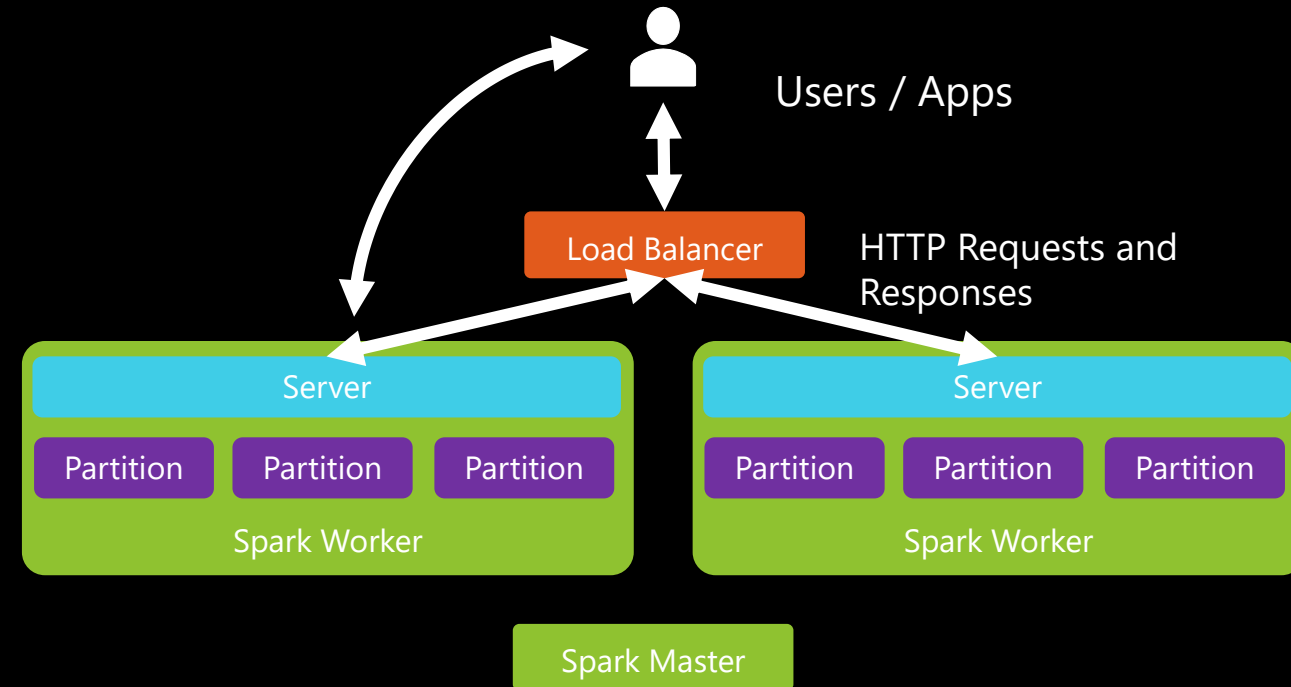 Users / Apps
Load Balancer
HTTP Requests and
Responses
Server
Server
Partition
Partition
Partition
Partition
Partition
Partition
Spark Worker
Spark Worker
Spark Master